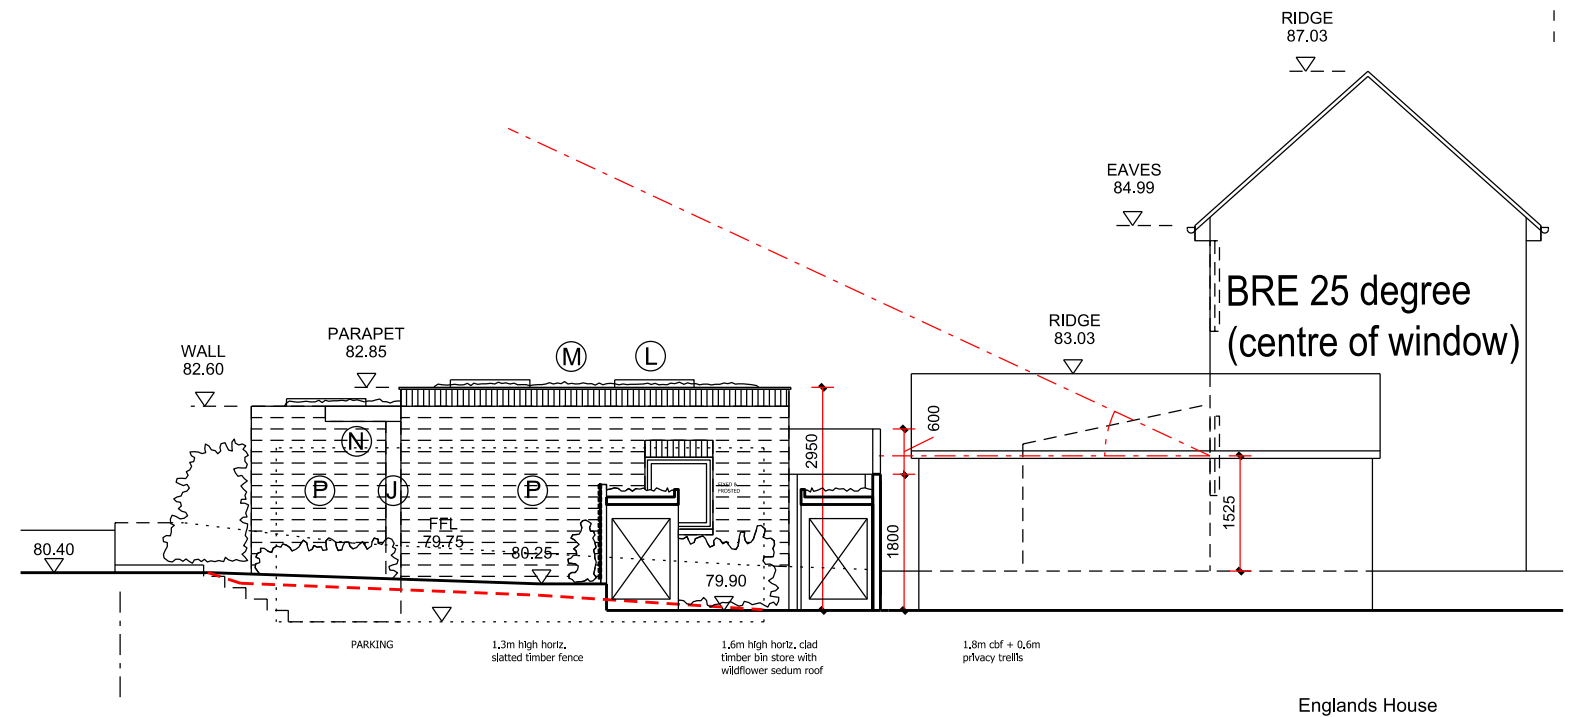 RIDGE
87.03
EAVES
84.99
BRE 25 degree
(centre of window)
RIDGE
83.03
PARAPET
82.85
WALL
82.60
M
L
N
P
J
P
600
2950
1800
1525
FIXED &
FROSTED
FFL
79.75
80.25
80.40
79.90
PARKING
1.3m high horiz.
slatted timber fence
1.6m high horiz. clad
timber bin store with
wildflower sedum roof
1.8m cbf + 0.6m
privacy trellis
Englands House